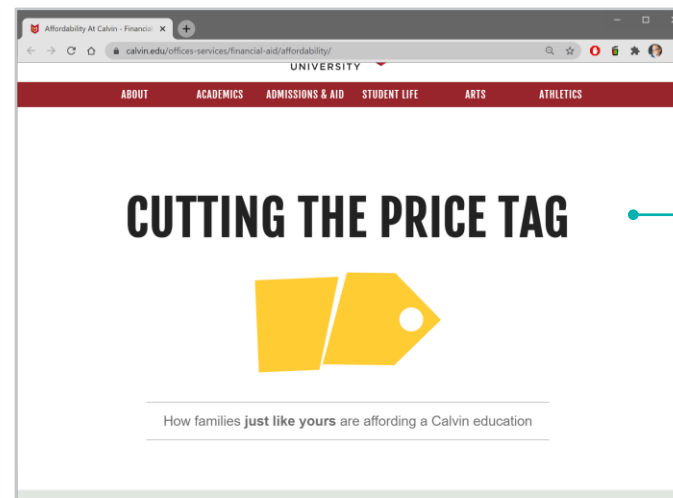 Affordability At Calvin - Financial
calvin.edu/offices-services/financial-aid/affordability/
UNIVERSITY
ABOUT ACADEMICS ADMISSIONS & AID STUDENT LIFE ARTS ATHLETICS
CUTTING THE PRICE TAG
How families just like yours are affording a Calvin education